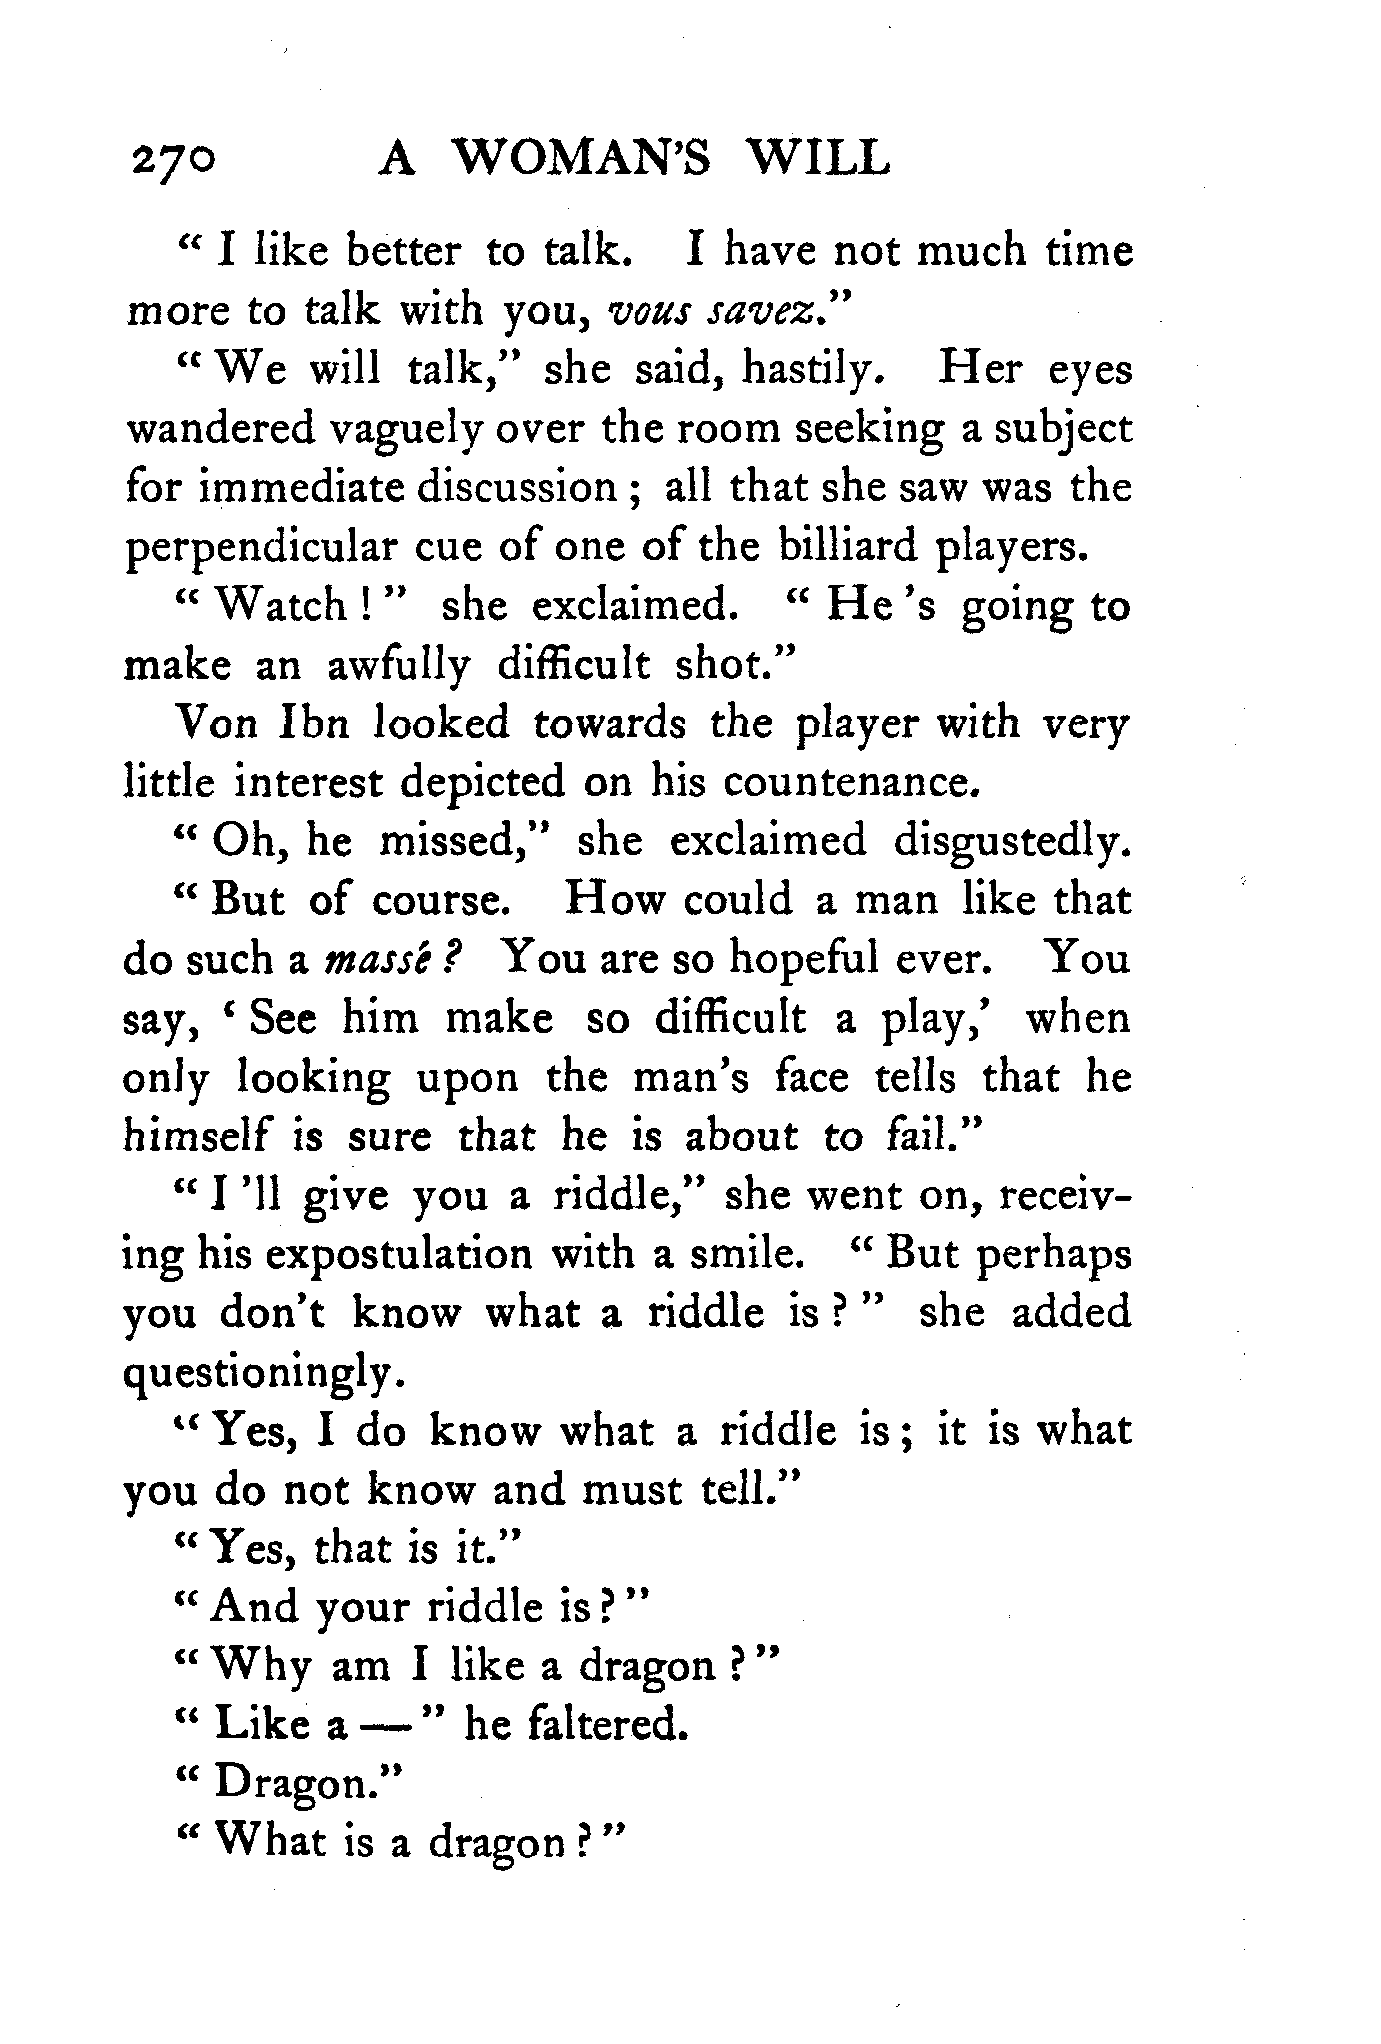 270 A WOMAN'S WILL
“ I like better to talk. I have not much time
more to talk with you, vous savez.”
“ We will talk,” she said, hastily. Her eyes
wandered vaguely over the room seeking a subject
for immediate discussion ; all that she saw was the
perpendicular cue of one of the billiard players.
“ Watch ! ” she exclaimed. “ He 's going to
make an awfully difficult shot.”
Von Ibn looked towards the player with very
little interest depicted on his countenance.
“ Oh, he missed,” she exclaimed disgustedly.
“ But of course. How could a man like that
do such a massé ? You are so hopeful ever. You
say, ‘ See him make so difficult a play,’ when
only looking upon the man's face tells that he
himself is sure that he is about to fail.”
“ I 'll give you a riddle,” she went on, receiv-
ing his expostulation with a smile. “ But perhaps
you don't know what a riddle is ? ” she added
questioningly.
“ Yes, I do know what a riddle is ; it is what
you do not know and must tell.”
“ Yes, that is it.”
“ And your riddle is ? ”
“ Why am I like a dragon ? ”
“ Like a — ” he faltered.
“ Dragon.”
“ What is a dragon ? ”